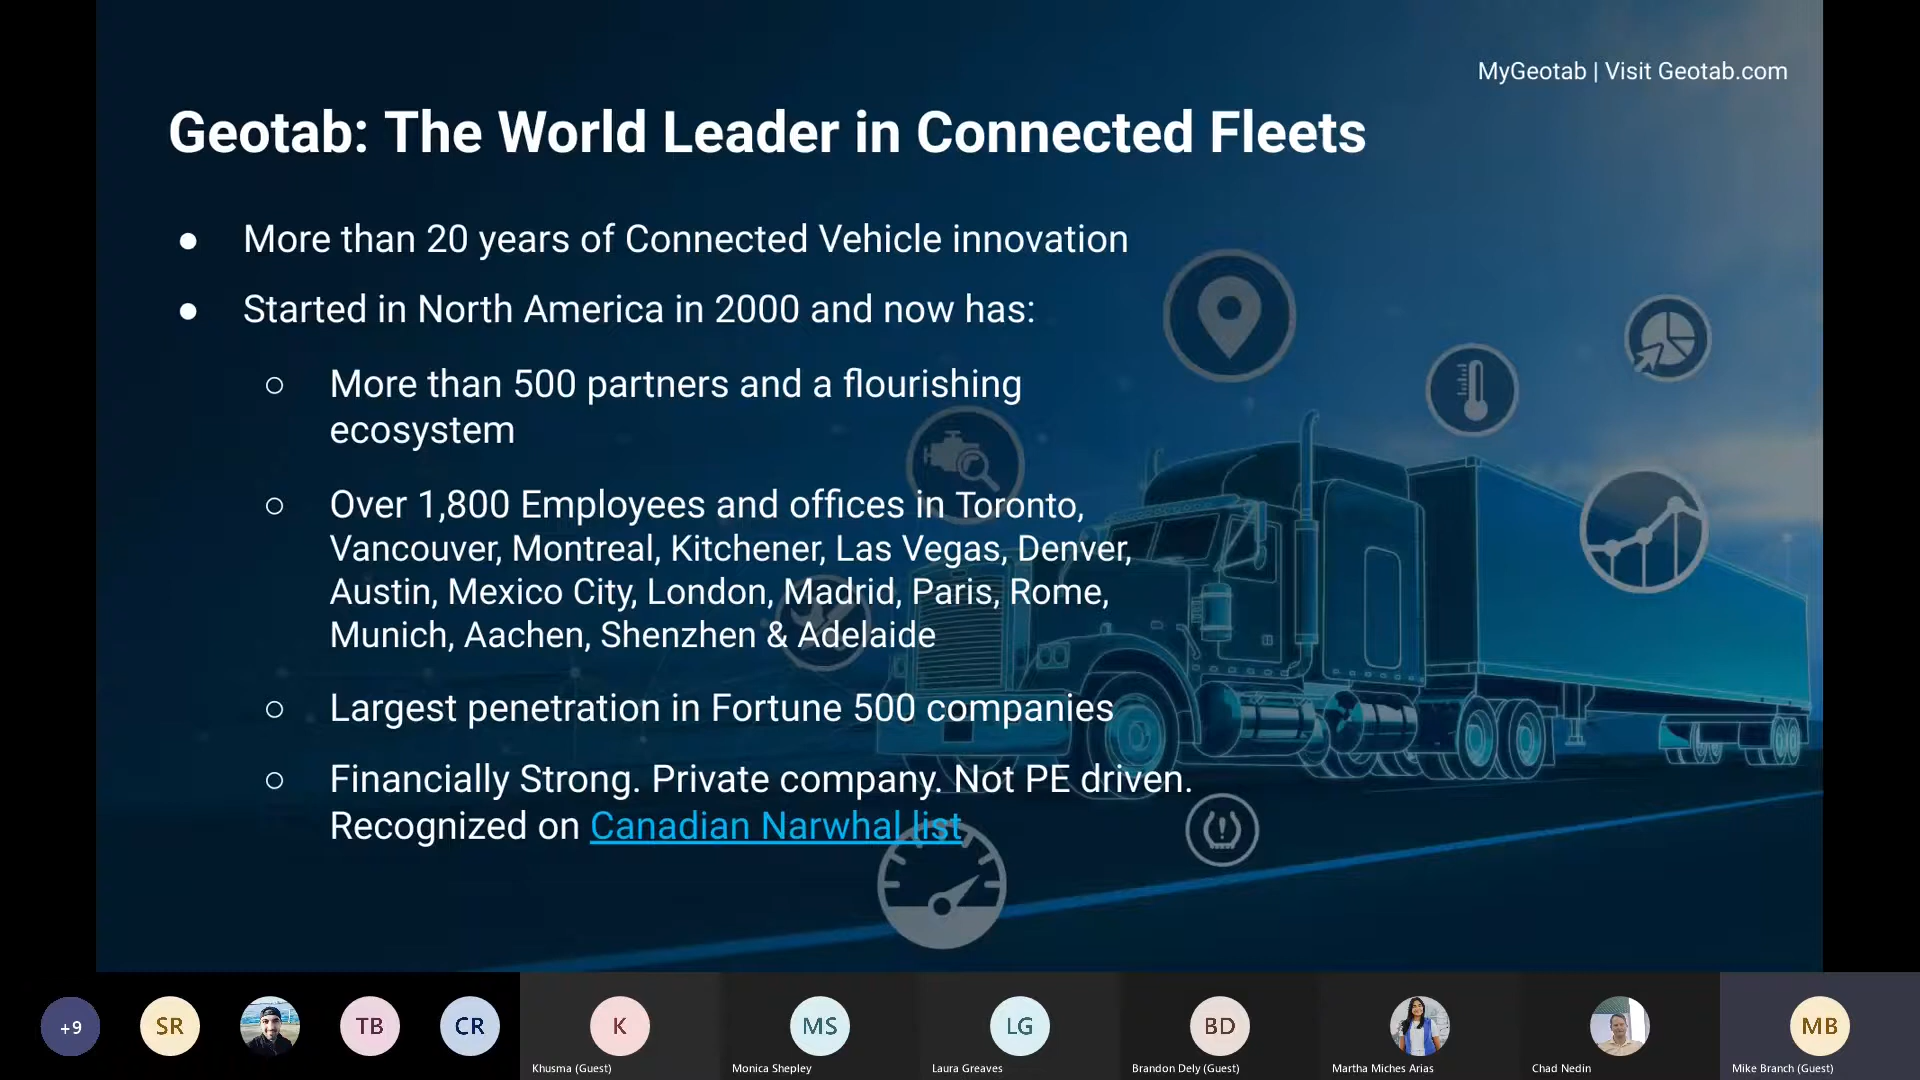 MyGeotab | Visit Geotab.com
Geotab: The World Leader in Connected Fleets
● More than 20 years of Connected Vehicle innovation
● Started in North America in 2000 and now has:
○ More than 500 partners and a flourishing
ecosystem
○ Over 1,800 Employees and offices in Toronto,
Vancouver, Montreal, Kitchener, Las Vegas, Denver,
Austin, Mexico City, London, Madrid, Paris, Rome,
Munich, Aachen, Shenzhen & Adelaide
○ Largest penetration in Fortune 500 companies
○ Financially Strong. Private company. Not PE driven.
Recognized on Canadian Narwhal list
+9
SR
TB
CR
K
MS
LG
BD
MB
Khusma (Guest)
Monica Shepley
Laura Greaves
Brandon Dely (Guest)
Martha Miches Arias
Chad Nedin
Mike Branch (Guest)